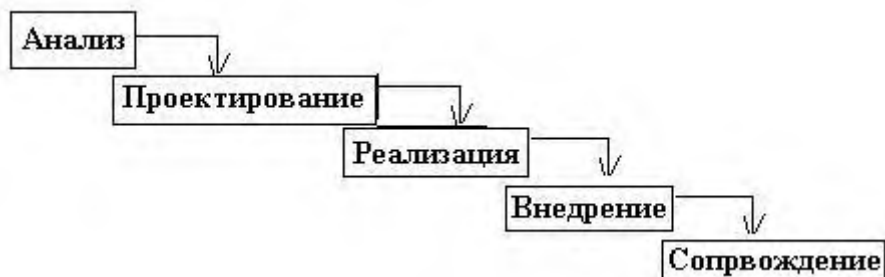 Анализ
Проектирование
Реализация
Внедрение
Сопрвождение